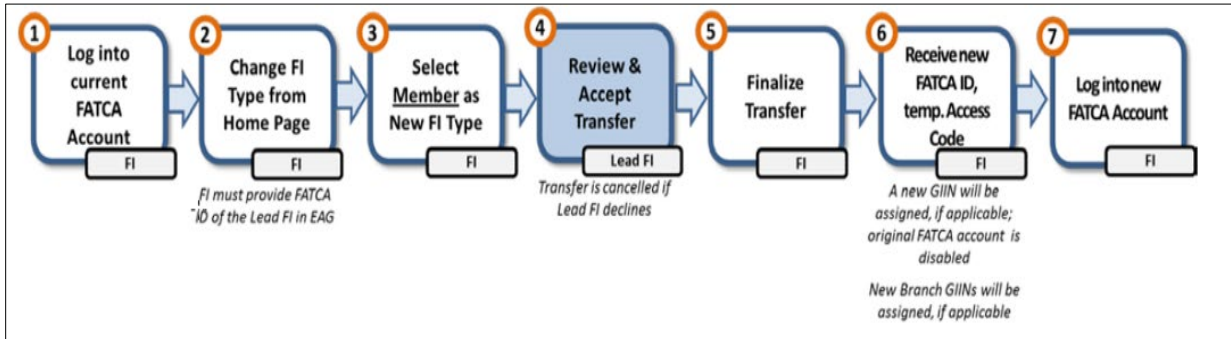 1
Log into
current
FATCA
Account
FI
2
Change FI
Type from
Home Page
FI
FI must provide FATCA
ID of the Lead FI in EAG
3
Select
Member as
New FI Type
FI
4
Review &
Accept
Transfer
Lead FI
Transfer is cancelled if
Lead FI declines
5
Finalize
Transfer
FI
6
Receive new
FATCA ID,
temp. Access
Code
FI
A new GIIN will be
assigned, if applicable;
original FATCA account is
disabled
New Branch GIINs will be
assigned, if applicable
7
Log into new
FATCA Account
FI